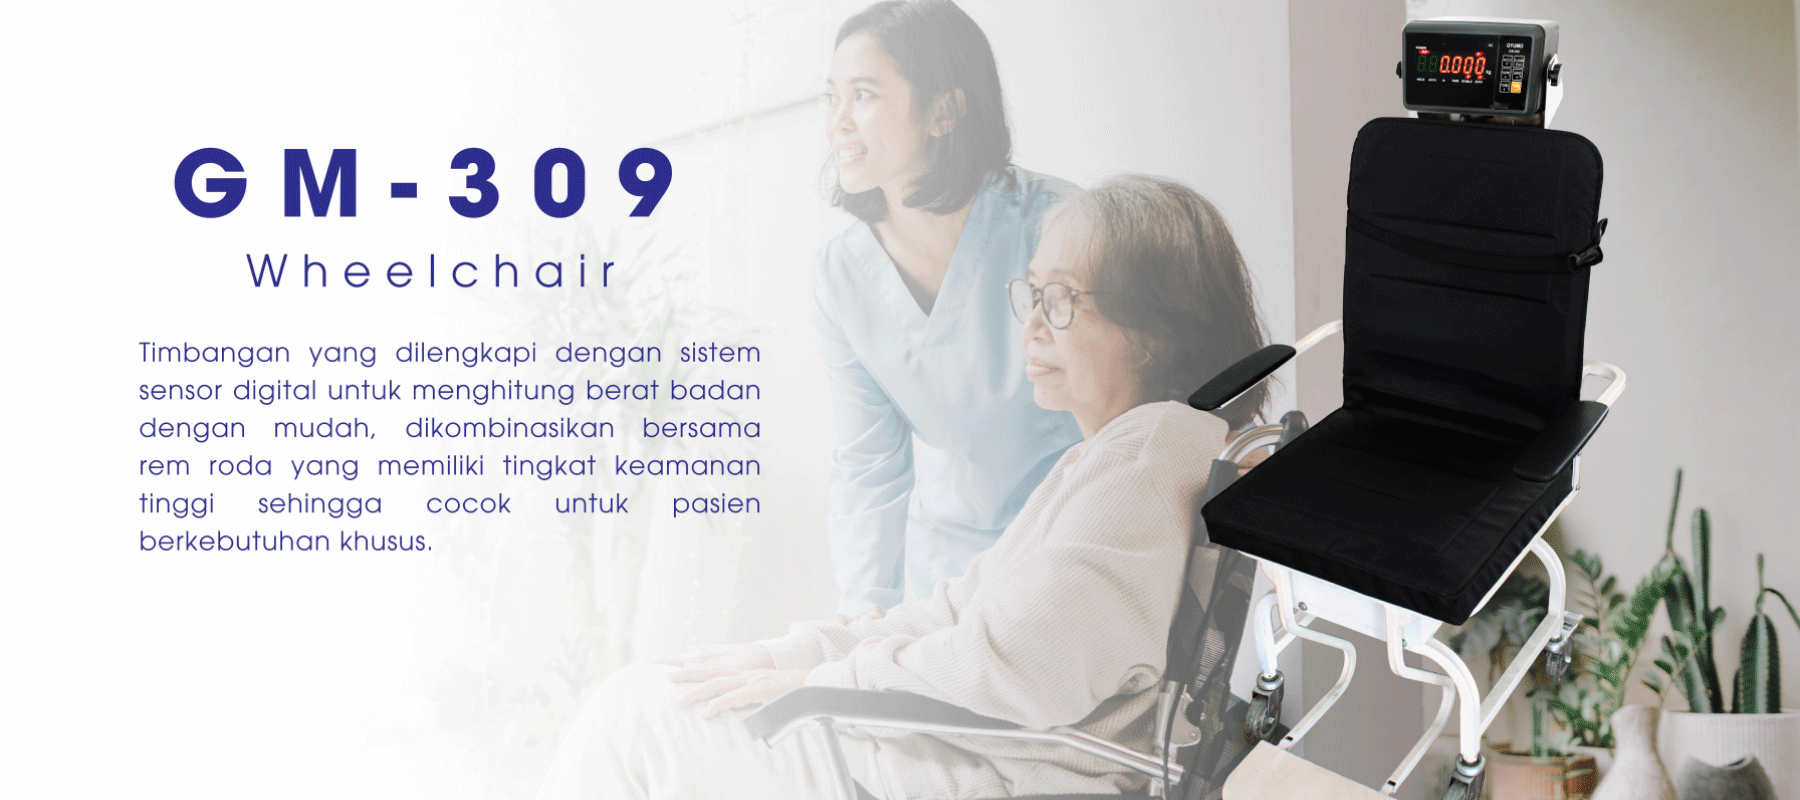 GM-309
Wheelchair
Timbangan yang dilengkapi dengan sistem
sensor digital untuk menghitung berat badan
dengan mudah, dikombinasikan bersama
rem roda yang memiliki tingkat keamanan
tinggi sehingga cocok untuk pasien
berkebutuhan khusus.
0.000
kg